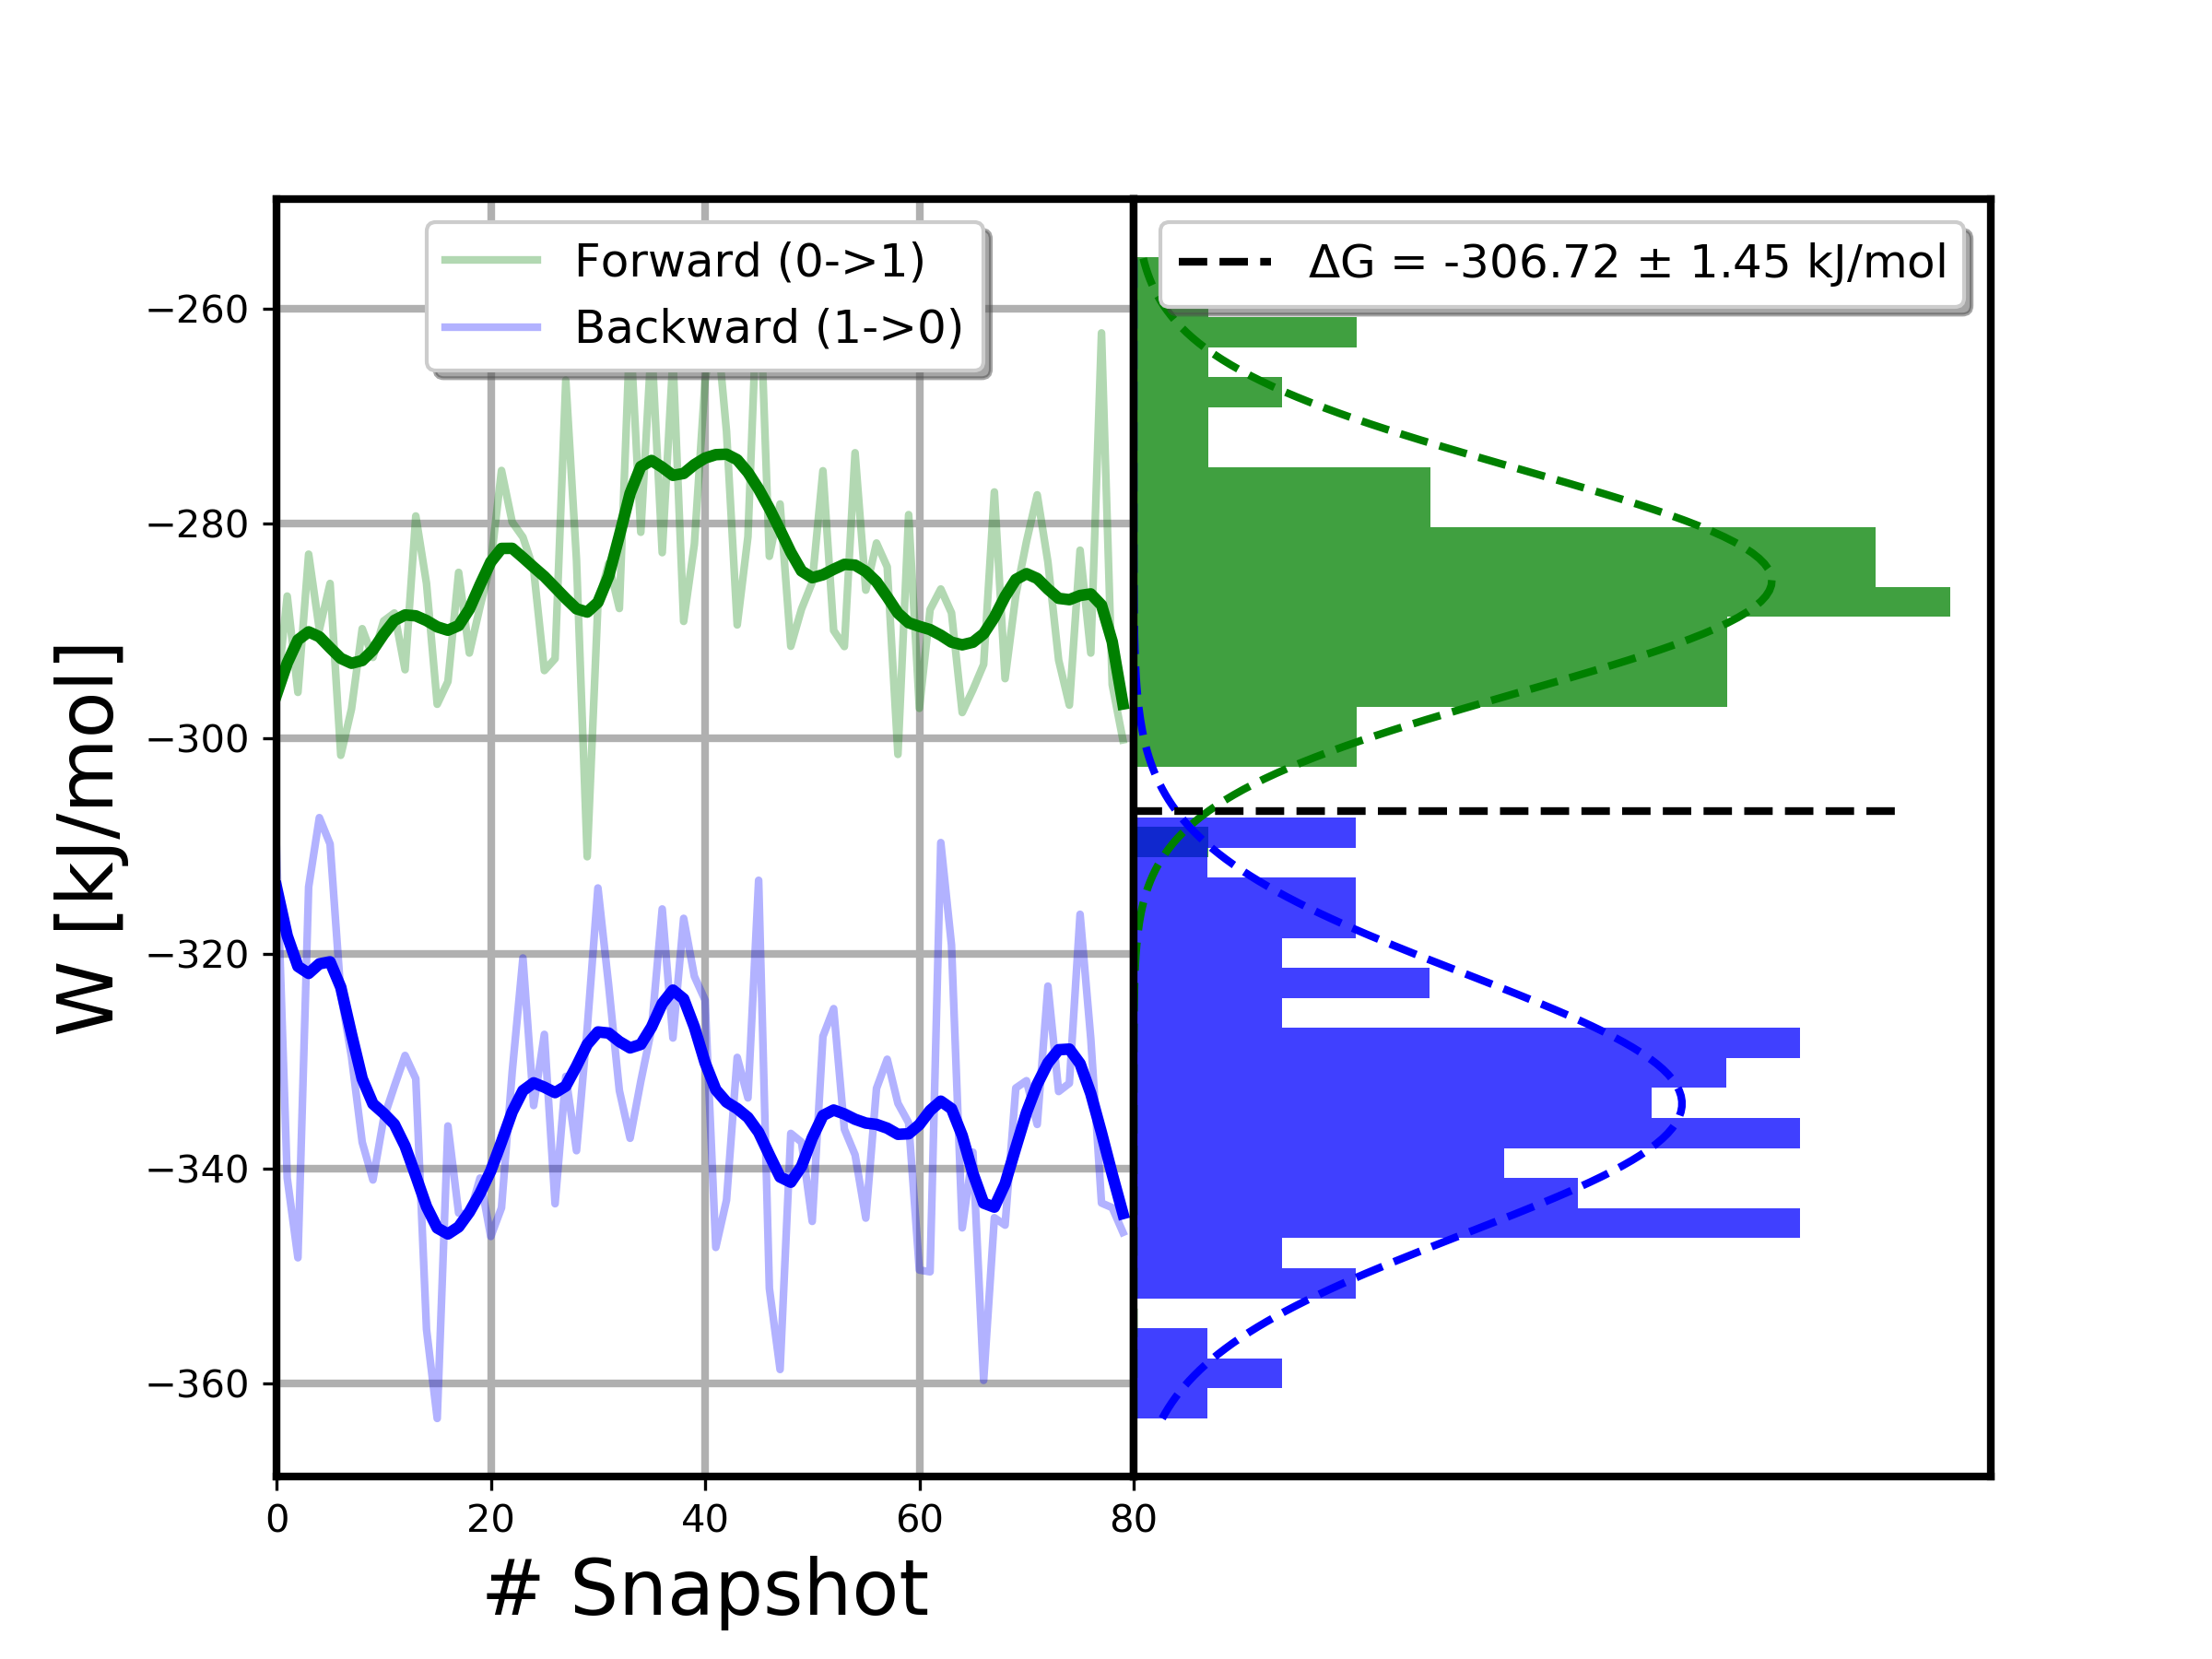 Forward (0->1)
Backward (1->0)
ΔG = -306.72 ± 1.45 kJ/mol
−260
−280
−300
−320
−340
−360
W [kJ/mol]
0 20 40 60 80
# Snapshot